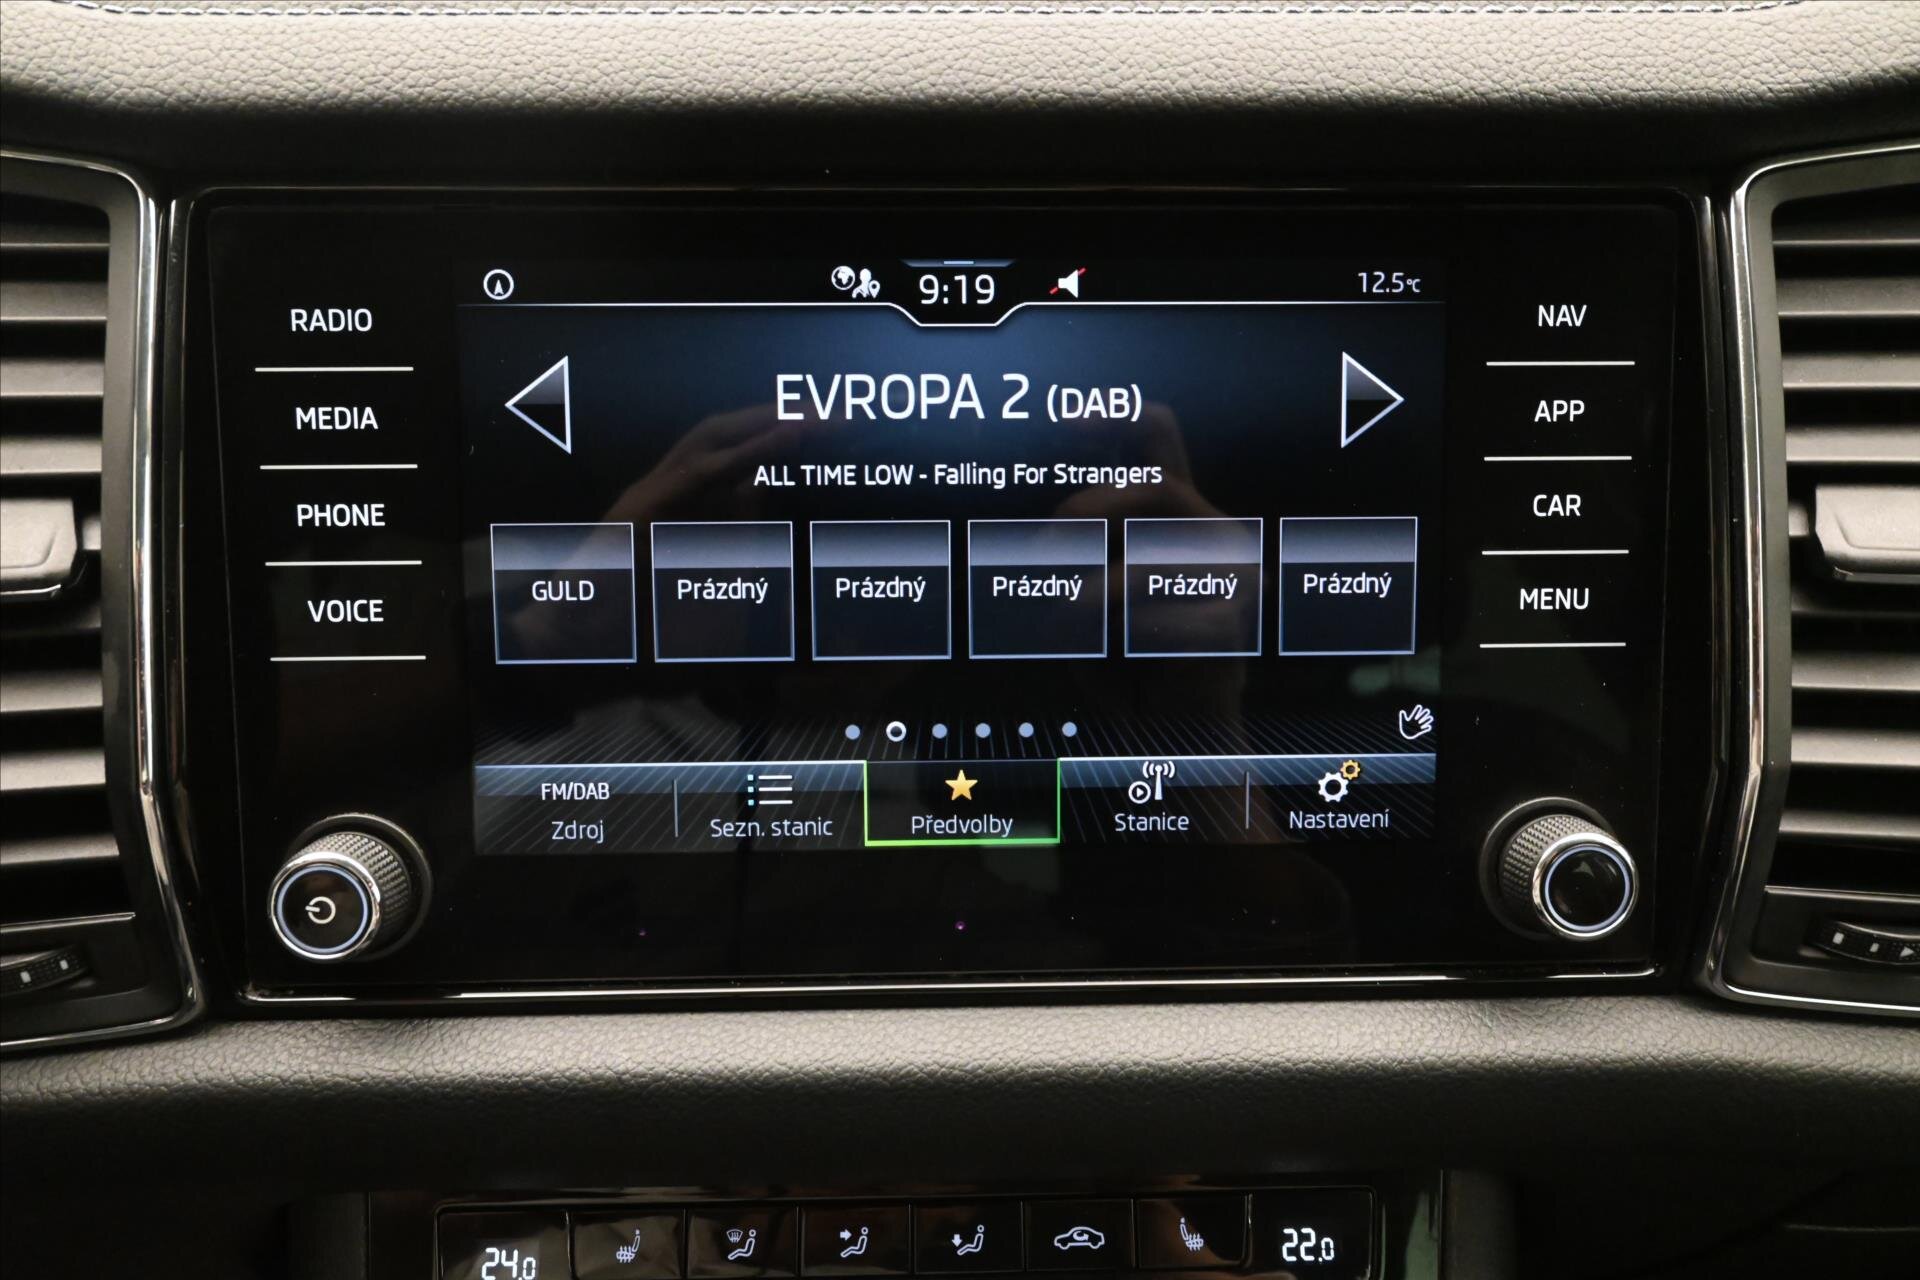 RADIO
MEDIA
PHONE
VOICE
9:19
12.5°C
EVROPA 2 (DAB)
ALL TIME LOW - Falling For Strangers
GULD
Prázdný
Prázdný
Prázdný
Prázdný
Prázdný
FM/DAB
Zdroj
Sezn. stanic
Předvolby
Stanice
Nastavení
NAV
APP
CAR
MENU
24.0
22.0